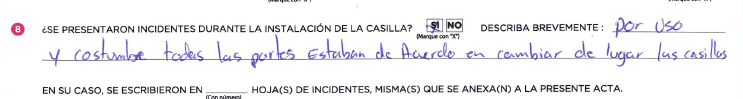 8 ¿SE PRESENTARON INCIDENTES DURANTE LA INSTALACIÓN DE LA CASILLA? SI NO DESCRIBA BREVEMENTE: por USO
(Marque con "X")
y costumbre todas las partes Estaban de Acuerdo en cambiar de lugar las casillas
EN SU CASO, SE ESCRIBIERON EN ______ HOJA(S) DE INCIDENTES, MISMA(S) QUE SE ANEXA(N) A LA PRESENTE ACTA.
(Con número)